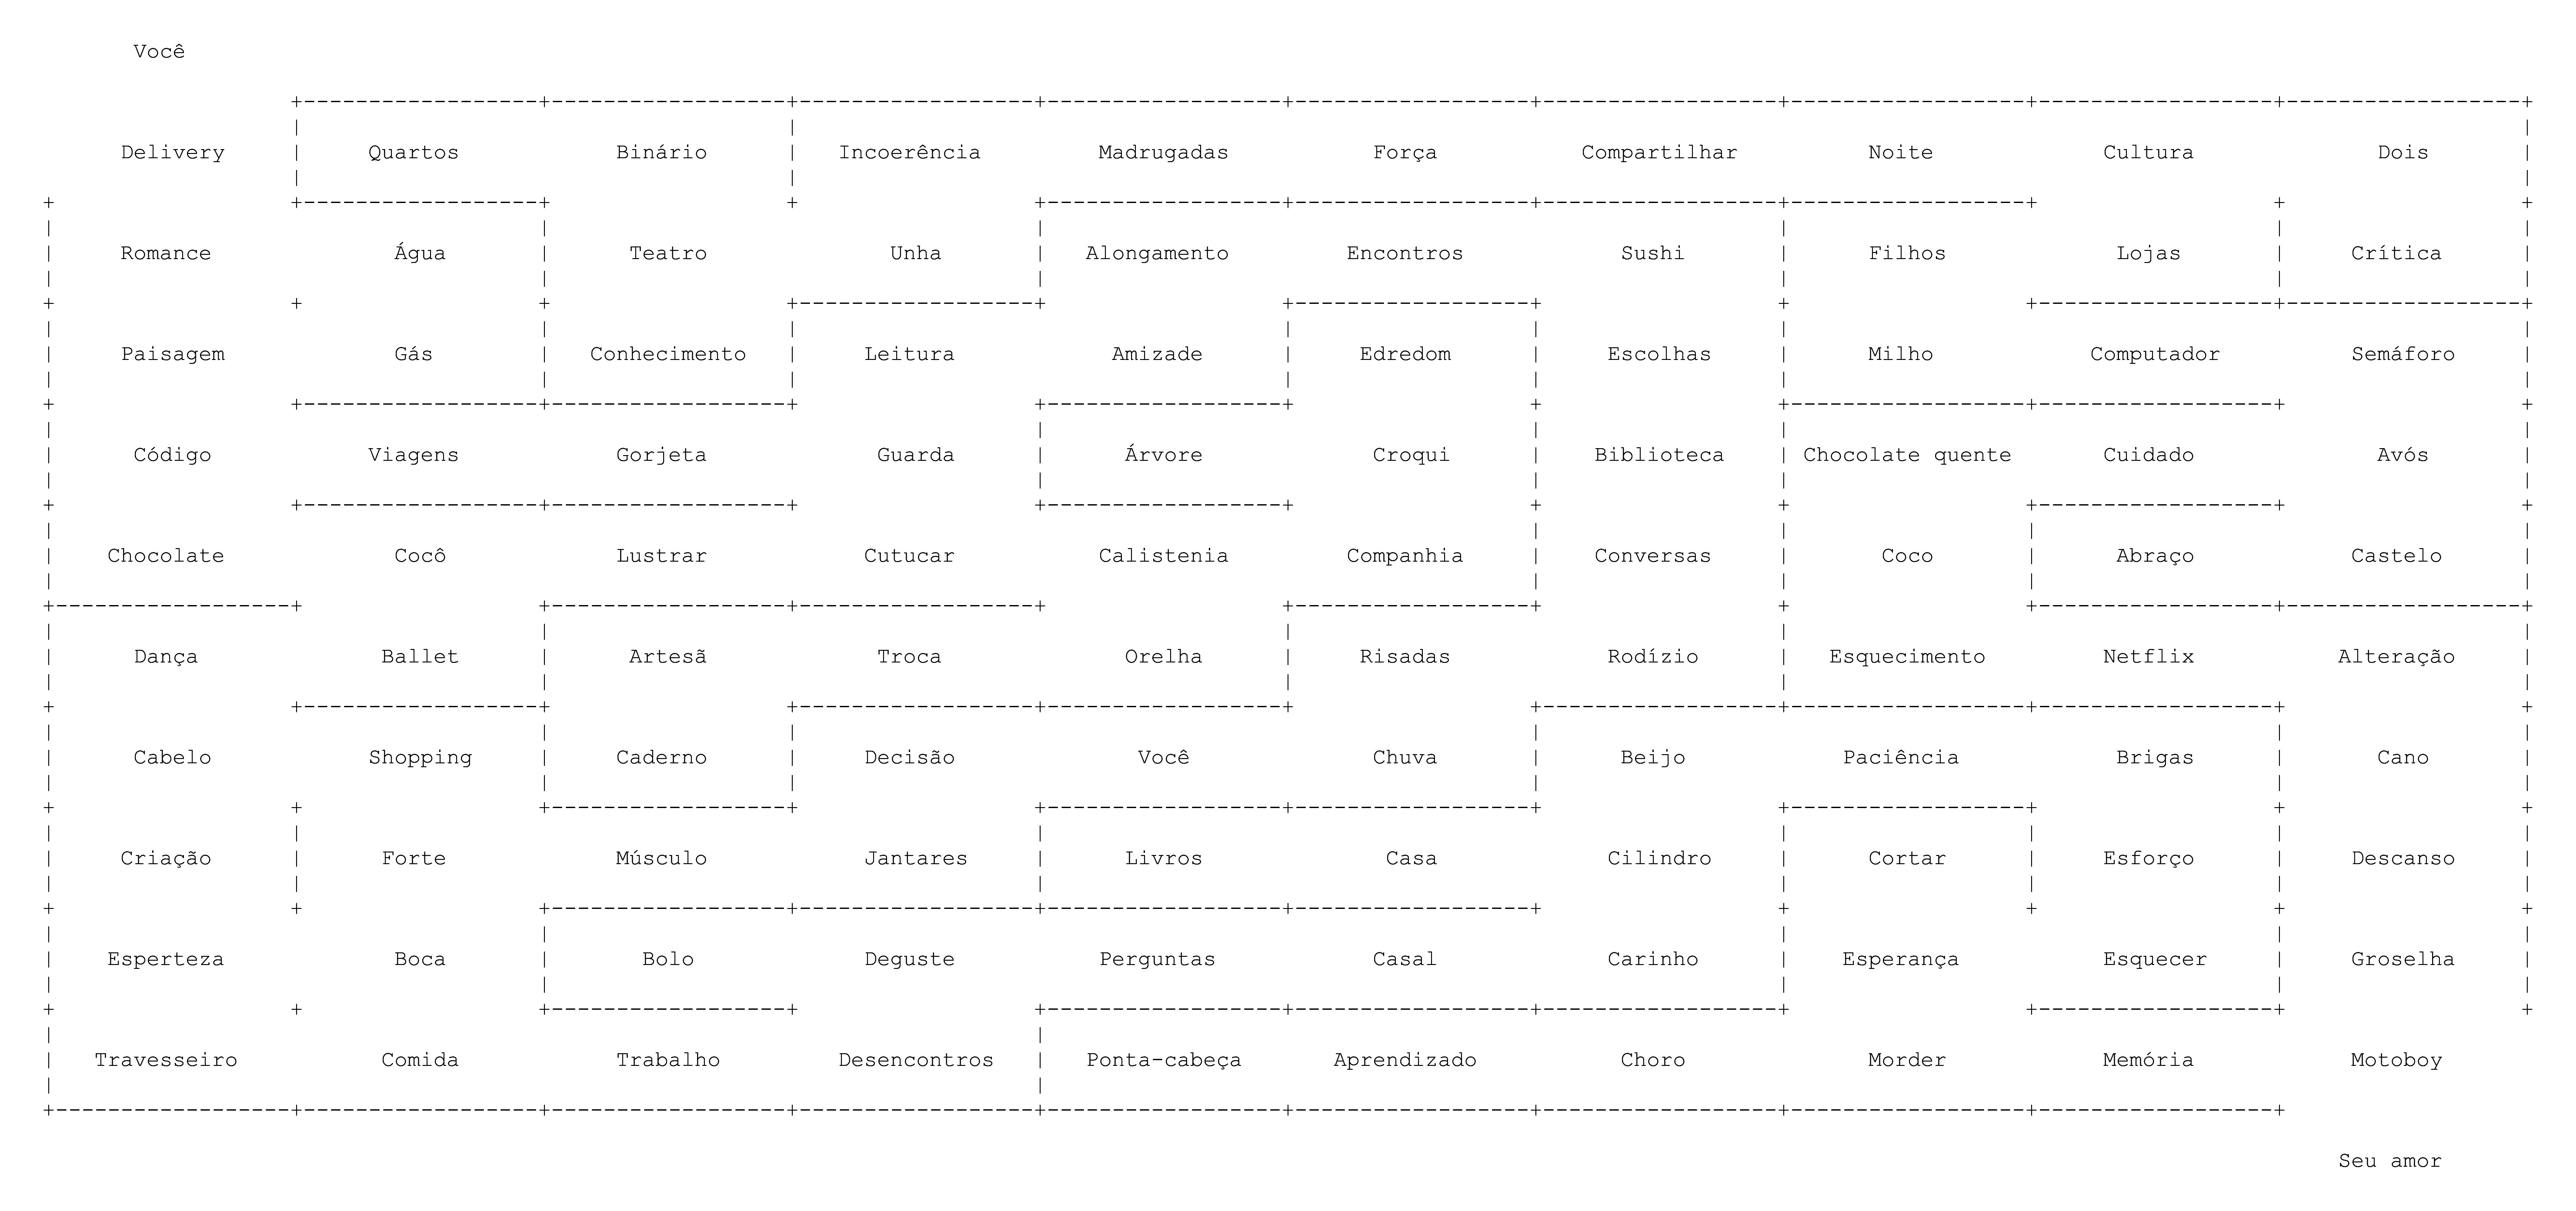 Você
Delivery Quartos Binário Incoerência Madrugadas Força Compartilhar Noite Cultura Dois
Romance Água Teatro Unha Alongamento Encontros Sushi Filhos Lojas Crítica
Paisagem Gás Conhecimento Leitura Amizade Edredom Escolhas Milho Computador Semáforo
Código Viagens Gorjeta Guarda Árvore Croqui Biblioteca Chocolate quente Cuidado Avós
Chocolate Cocô Lustrar Cutucar Calistenia Companhia Conversas Coco Abraço Castelo
Dança Ballet Artesã Troca Orelha Risadas Rodízio Esquecimento Netflix Alteração
Cabelo Shopping Caderno Decisão Você Chuva Beijo Paciência Brigas Cano
Criação Forte Músculo Jantares Livros Casa Cilindro Cortar Esforço Descanso
Esperteza Boca Bolo Deguste Perguntas Casal Carinho Esperança Esquecer Groselha
Travesseiro Comida Trabalho Desencontros Ponta-cabeça Aprendizado Choro Morder Memória Motoboy
Seu amor